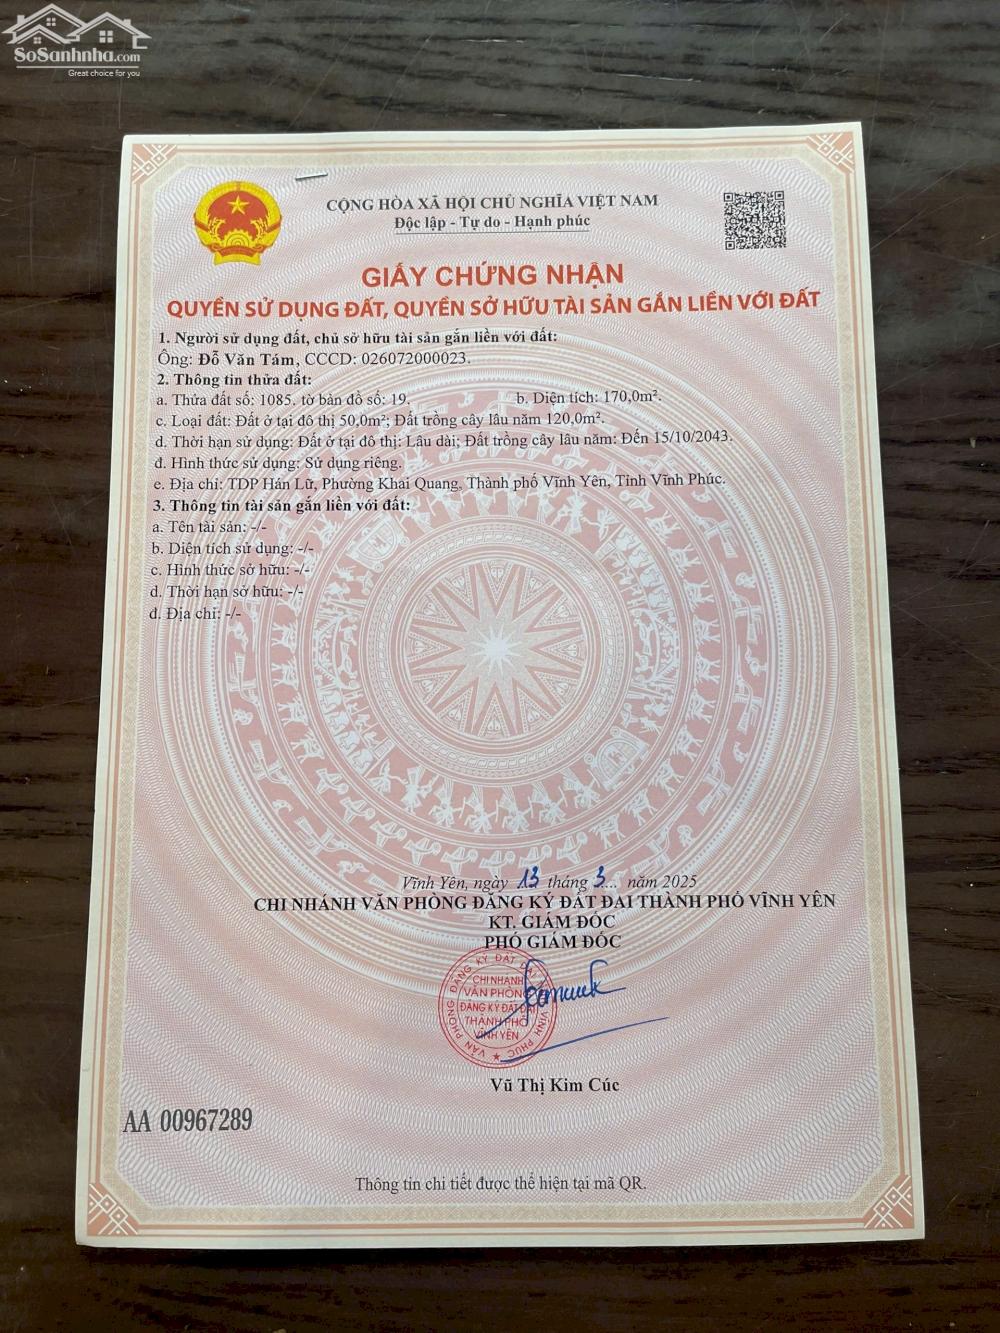 SoSanhnha.com
Great choice for you
CỘNG HÒA XÃ HỘI CHỦ NGHĨA VIỆT NAM
Độc lập - Tự do - Hạnh phúc
GIẤY CHỨNG NHẬN
QUYỀN SỬ DỤNG ĐẤT, QUYỀN SỞ HỮU TÀI SẢN GẮN LIỀN VỚI ĐẤT
1. Người sử dụng đất, chủ sở hữu tài sản gắn liền với đất:
Ông: Đỗ Văn Tám, CCCD: 026072000023.
2. Thông tin thửa đất:
a. Thửa đất số: 1085, tờ bản đồ số: 19, b. Diện tích: 170,0m².
c. Loại đất: Đất ở tại đô thị 50,0m²; Đất trồng cây lâu năm 120,0m².
d. Thời hạn sử dụng: Đất ở tại đô thị: Lâu dài; Đất trồng cây lâu năm: Đến 15/10/2043.
đ. Hình thức sử dụng: Sử dụng riêng.
e. Địa chỉ: TDP Hán Lữ, Phường Khai Quang, Thành phố Vĩnh Yên, Tỉnh Vĩnh Phúc.
3. Thông tin tài sản gắn liền với đất:
a. Tên tài sản: -/-
b. Diện tích sử dụng: -/-
c. Hình thức sở hữu: -/-
d. Thời hạn sở hữu: -/-
đ. Địa chỉ: -/-
Vĩnh Yên, ngày 13 tháng 3... năm 2025
CHI NHÁNH VĂN PHÒNG ĐĂNG KÝ ĐẤT ĐAI THÀNH PHỐ VĨNH YÊN
KT. GIÁM ĐỐC
PHÓ GIÁM ĐỐC
VĂN PHÒNG ĐĂNG KÝ ĐẤT ĐAI VĨNH PHÚC
CHI NHÁNH
VĂN PHÒNG
ĐĂNG KÝ ĐẤT ĐAI
THÀNH PHỐ
VĨNH YÊN
Vũ Thị Kim Cúc
AA 00967289
Thông tin chi tiết được thể hiện tại mã QR.